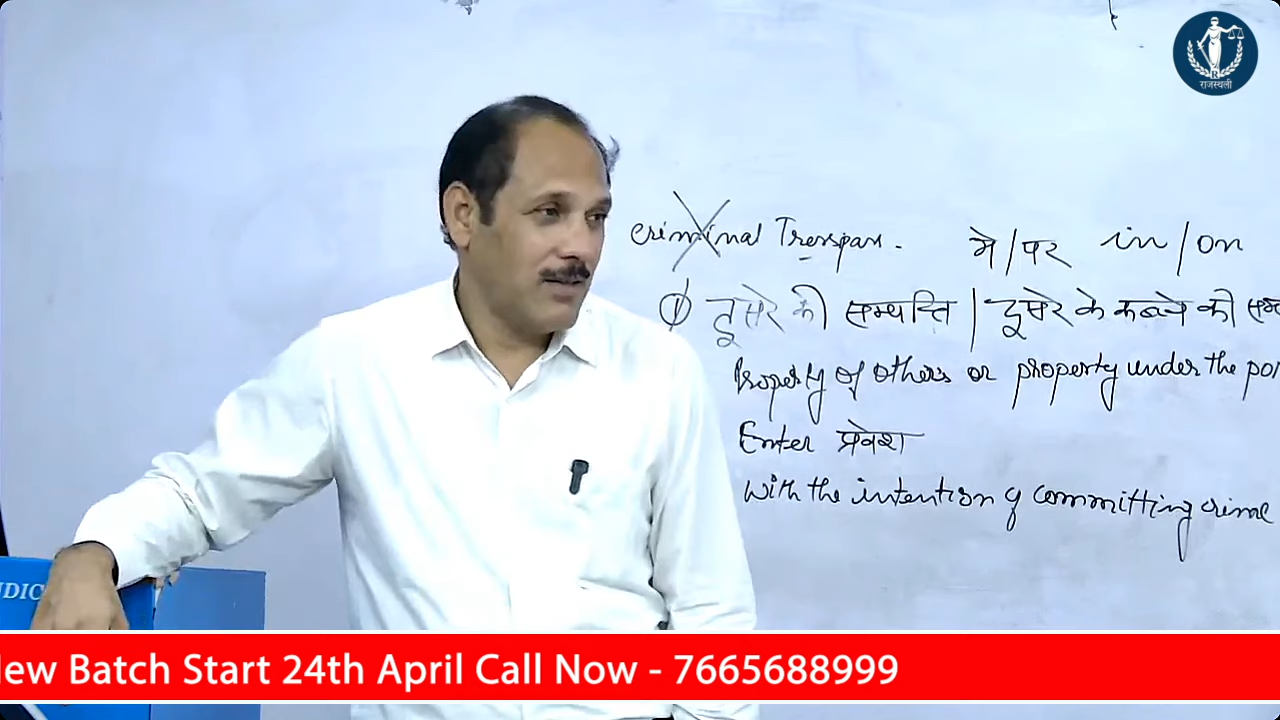 राजस्थली
Criminal Trespass. में/पर in/on
① दूसरे की सम्पत्ति | दूसरे के कब्जे की
Property of others or property under the
Enter प्रवेश
With the intention of committing crime
New Batch Start 24th April Call Now - 7665688999